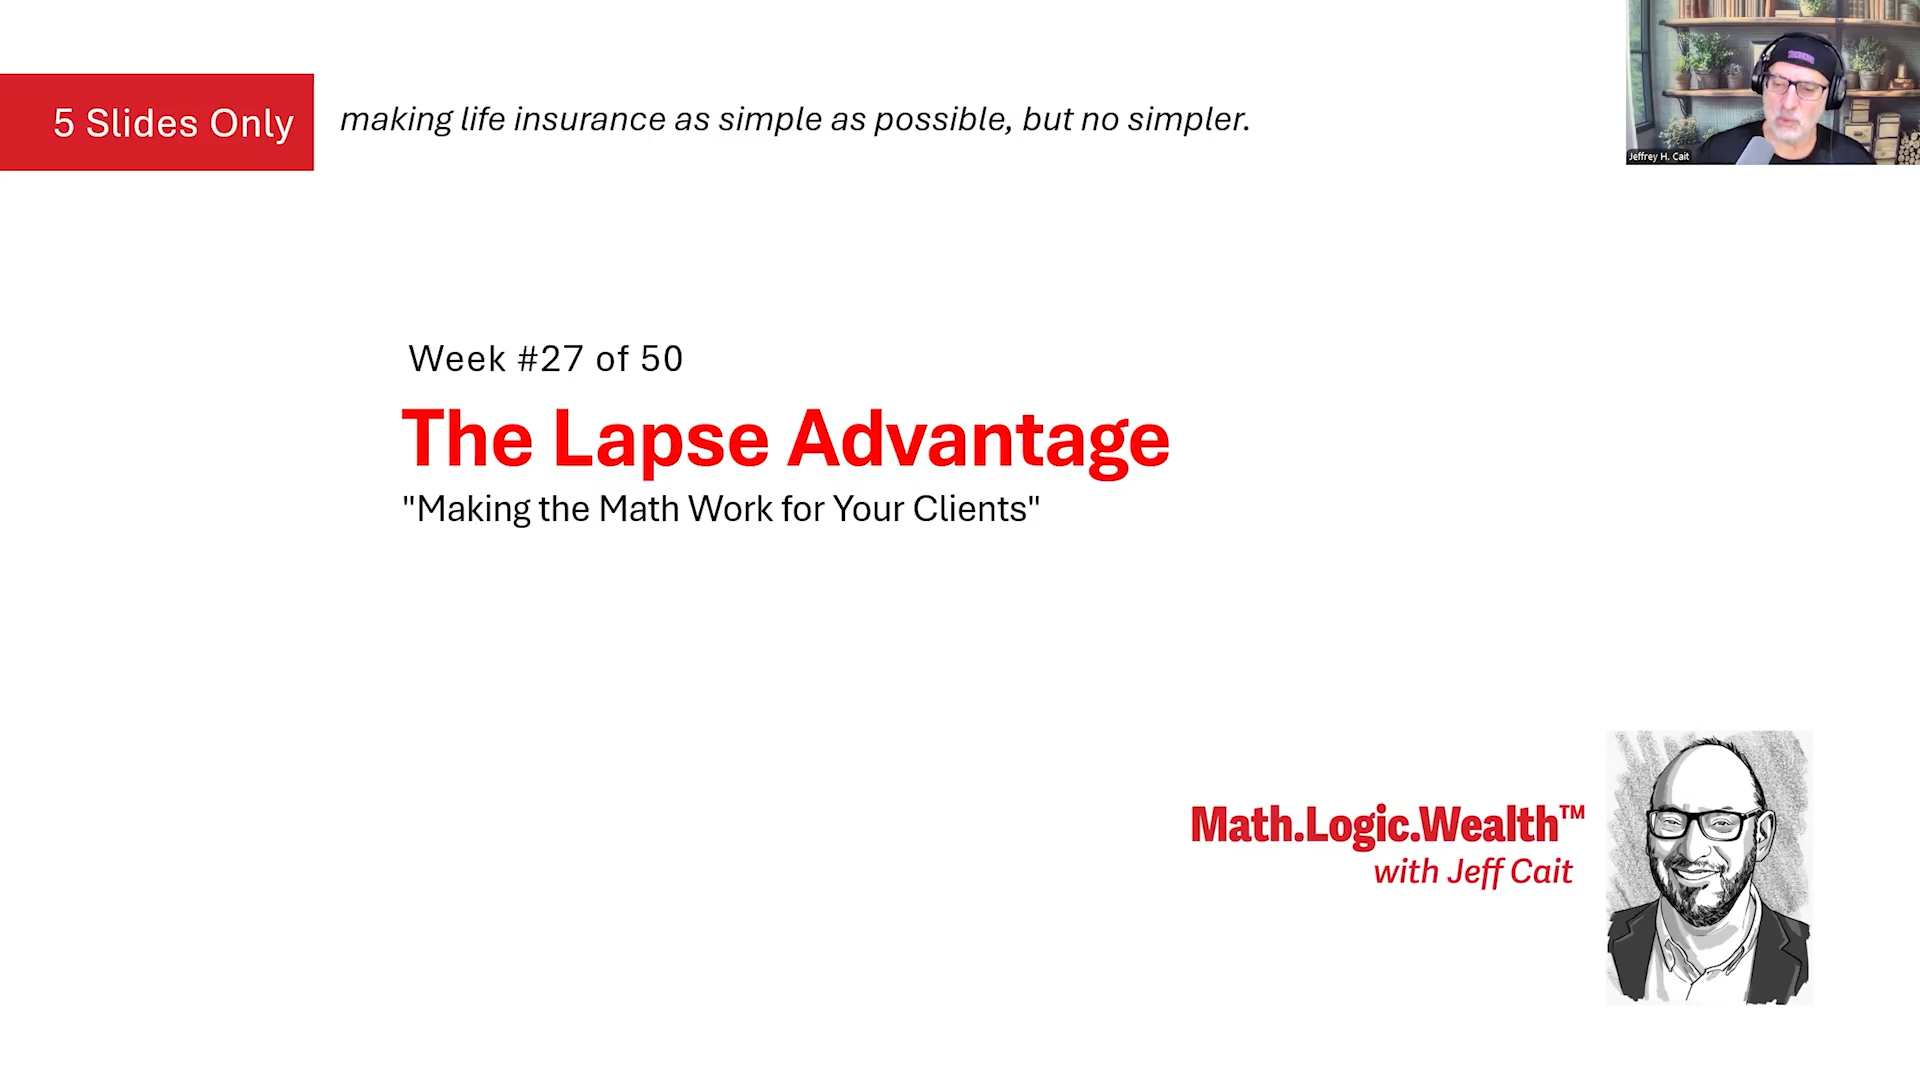 5 Slides Only
making life insurance as simple as possible, but no simpler.
Jeffrey H. Cait
Week #27 of 50
The Lapse Advantage
"Making the Math Work for Your Clients"
Math.Logic.Wealth™
with Jeff Cait